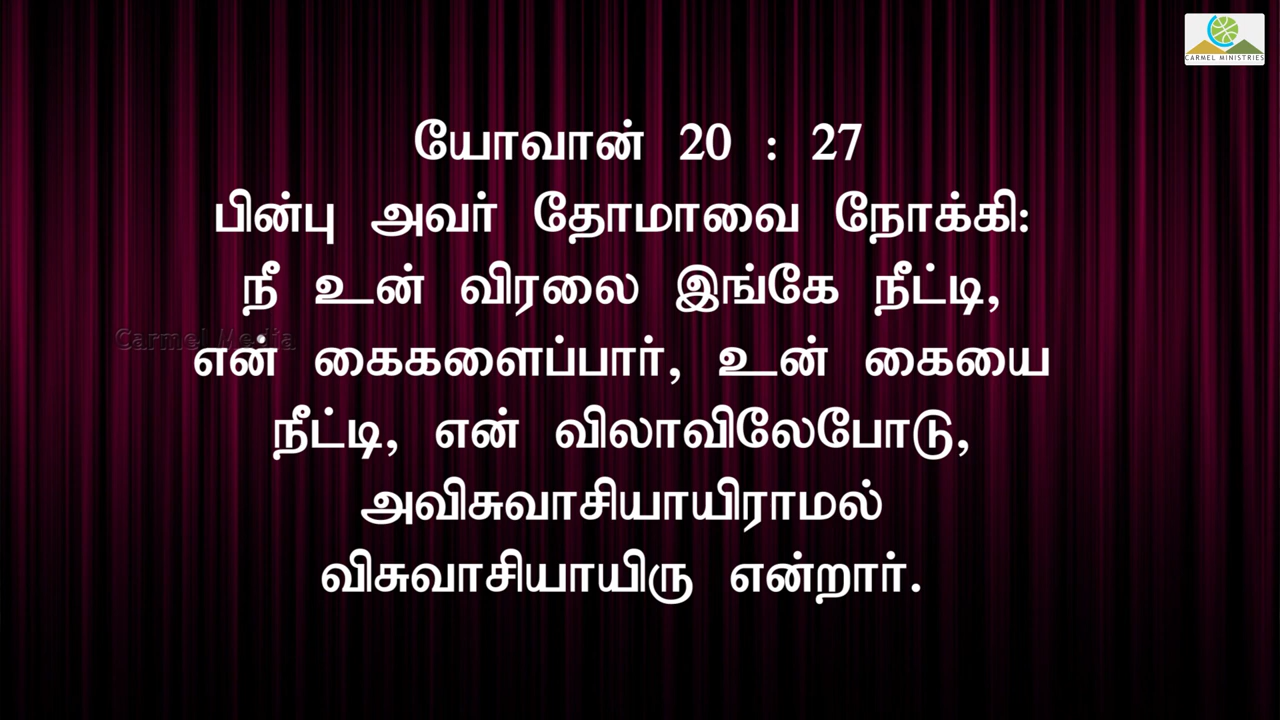 CARMEL MINISTRIES
யோவான் 20 : 27
பின்பு அவர் தோமாவை நோக்கி:
நீ உன் விரலை இங்கே நீட்டி,
Carmel Media
என் கைகளைப்பார், உன் கையை
நீட்டி, என் விலாவிலேபோடு,
அவிசுவாசியாயிராமல்
விசுவாசியாயிரு என்றார்.